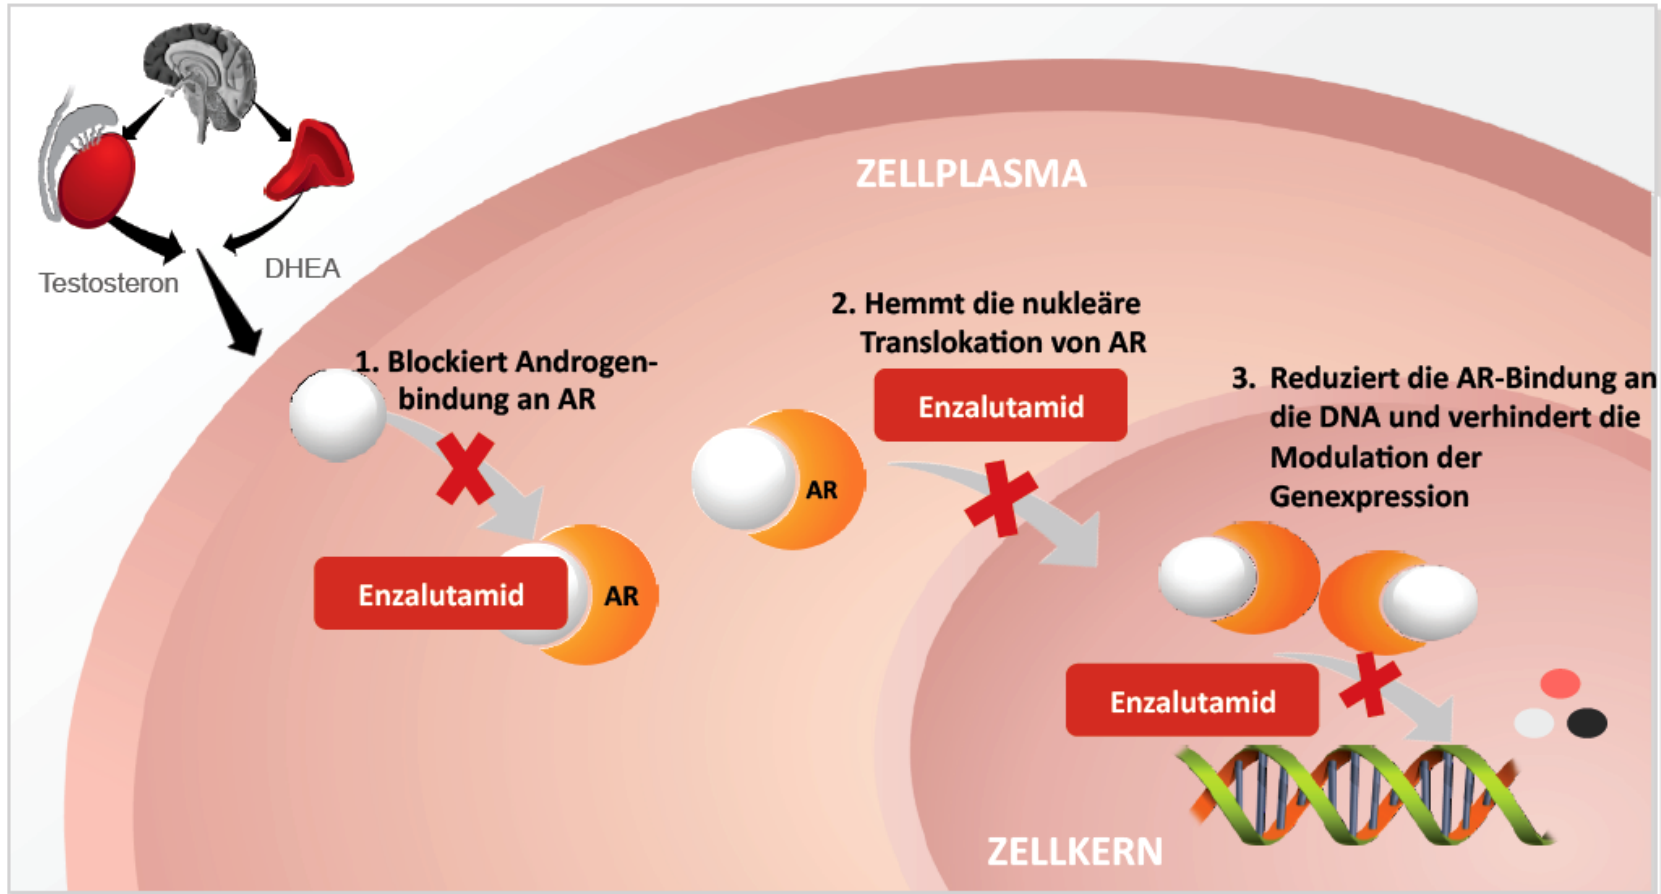 ZELLPLASMA
Testosteron
DHEA
1. Blockiert Androgen-
bindung an AR
Enzalutamid
AR
2. Hemmt die nukleäre
Translokation von AR
Enzalutamid
AR
3. Reduziert die AR-Bindung an
die DNA und verhindert die
Modulation der
Genexpression
Enzalutamid
ZELLKERN